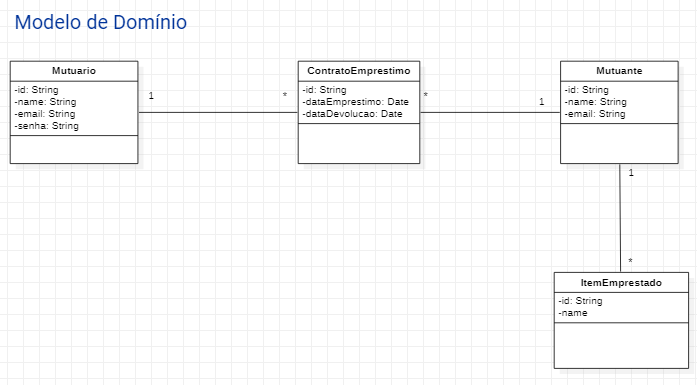 Modelo de Domínio
Mutuario
-id: String
-name: String
-email: String
-senha: String
1
*
ContratoEmprestimo
-id: String
-dataEmprestimo: Date
-dataDevolucao: Date
*
1
Mutuante
-id: String
-name: String
-email: String
1
*
ItemEmprestado
-id: String
-name